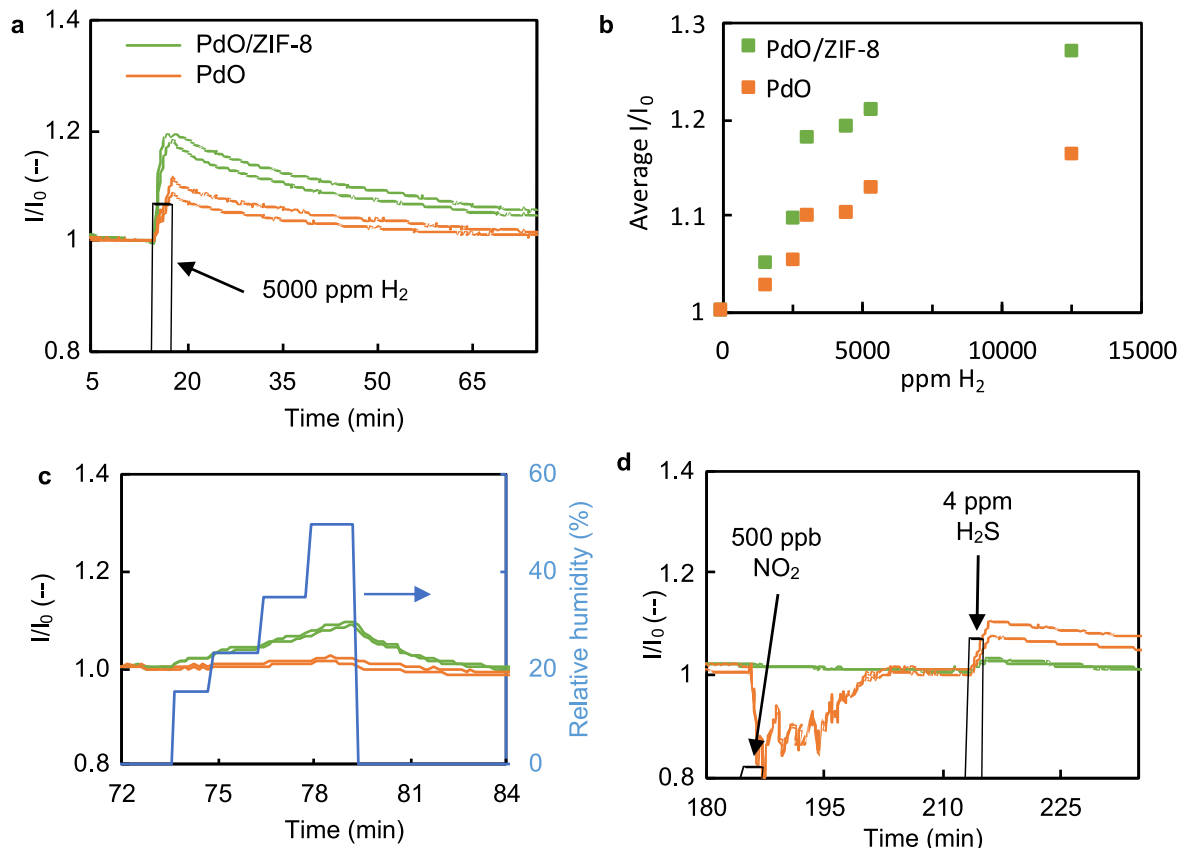 a
1.4
1.2
1
0.8
I/I₀ (--)
PdO/ZIF-8
PdO
5000 ppm H₂
5 20 35 50 65
Time (min)
b
1.3
1.2
1.1
1
Average I/I₀
PdO/ZIF-8
PdO
0 5000 10000 15000
ppm H₂
c
1.4
1.2
1.0
0.8
I/I₀ (--)
60
40
20
0
Relative humidity (%)
72 75 78 81 84
Time (min)
d
1.4
1.2
1
0.8
I/I₀ (--)
500 ppb
NO₂
4 ppm
H₂S
180 195 210 225
Time (min)